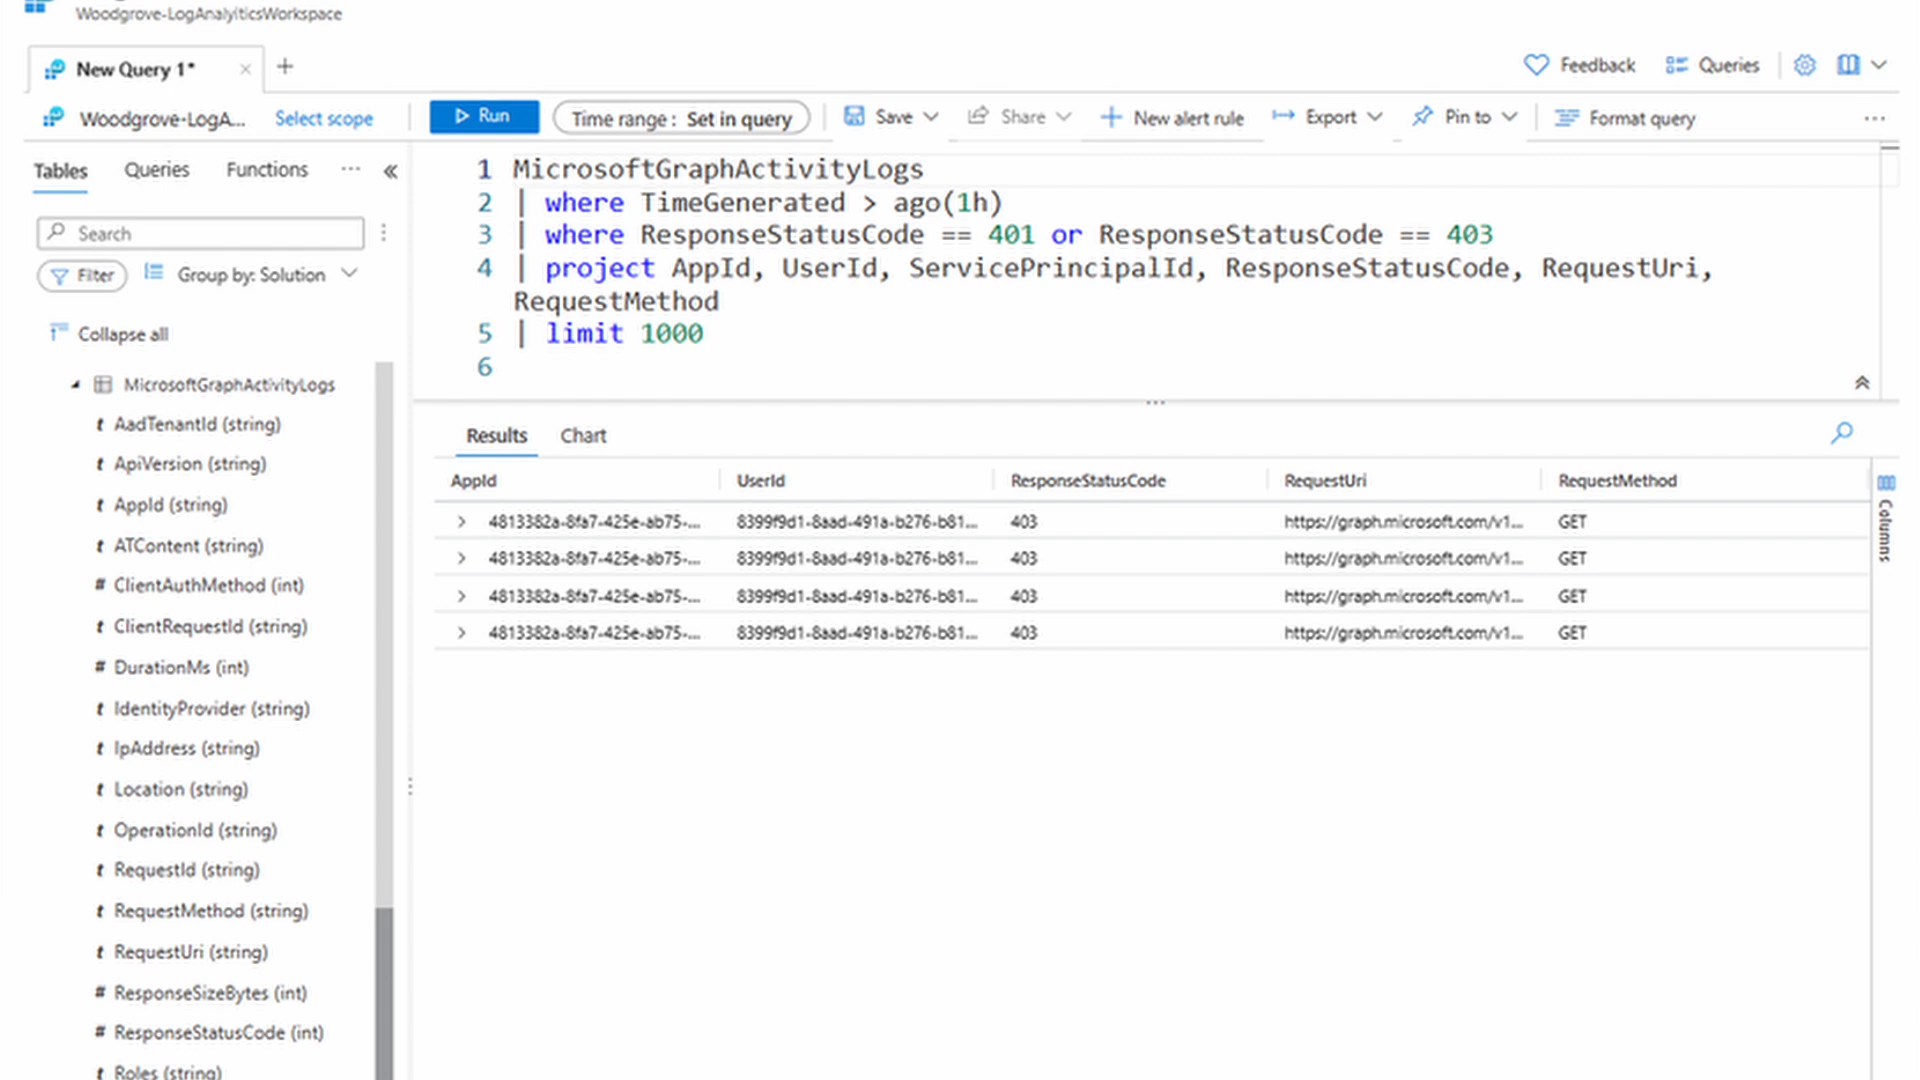 Woodgrove-LogAnalyiticsWorkspace
New Query 1*
Feedback
Queries
Woodgrove-LogA...
Select scope
Run
Time range : Set in query
Save
Share
New alert rule
Export
Pin to
Format query
Tables
Queries
Functions
Search
Filter
Group by: Solution
Collapse all
MicrosoftGraphActivityLogs
t AadTenantId (string)
t ApiVersion (string)
t AppId (string)
t ATContent (string)
# ClientAuthMethod (int)
t ClientRequestId (string)
# DurationMs (int)
t IdentityProvider (string)
t IpAddress (string)
t Location (string)
t OperationId (string)
t RequestId (string)
t RequestMethod (string)
t RequestUri (string)
# ResponseSizeBytes (int)
# ResponseStatusCode (int)
t Roles (string)
1 MicrosoftGraphActivityLogs
2 | where TimeGenerated > ago(1h)
3 | where ResponseStatusCode == 401 or ResponseStatusCode == 403
4 | project AppId, UserId, ServicePrincipalId, ResponseStatusCode, RequestUri,
RequestMethod
5 | limit 1000
6
Results
Chart
AppId UserId ResponseStatusCode RequestUri RequestMethod
4813382a-8fa7-425e-ab75-... 8399f9d1-8aad-491a-b276-b81... 403 https://graph.microsoft.com/v1... GET
4813382a-8fa7-425e-ab75-... 8399f9d1-8aad-491a-b276-b81... 403 https://graph.microsoft.com/v1... GET
4813382a-8fa7-425e-ab75-... 8399f9d1-8aad-491a-b276-b81... 403 https://graph.microsoft.com/v1... GET
4813382a-8fa7-425e-ab75-... 8399f9d1-8aad-491a-b276-b81... 403 https://graph.microsoft.com/v1... GET
Columns